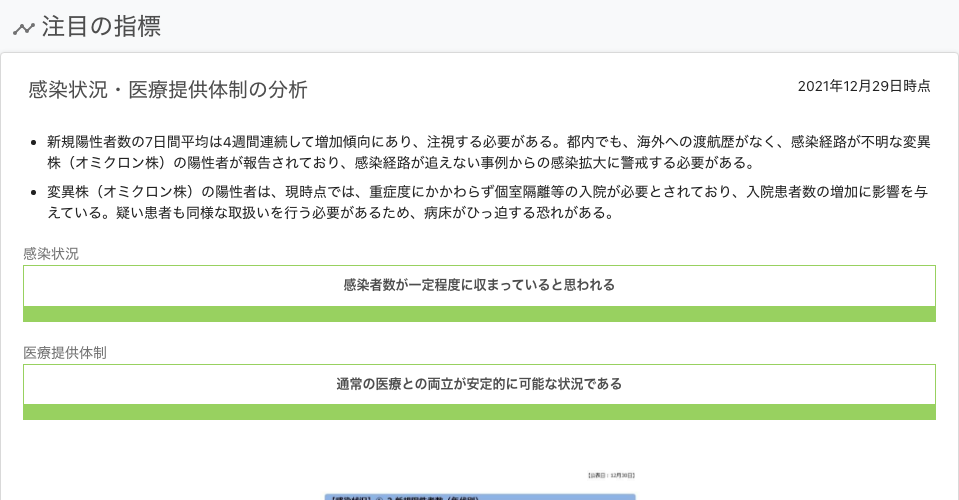 注目の指標
感染状況・医療提供体制の分析
2021年12月29日時点
新規陽性者数の7日間平均は4週間連続して増加傾向にあり、注視する必要がある。都内でも、海外への渡航歴がなく、感染経路が不明な変異
株（オミクロン株）の陽性者が報告されており、感染経路が追えない事例からの感染拡大に警戒する必要がある。
変異株（オミクロン株）の陽性者は、現時点では、重症度にかかわらず個室隔離等の入院が必要とされており、入院患者数の増加に影響を与
えている。疑い患者も同様な取扱いを行う必要があるため、病床がひっ迫する恐れがある。
感染状況
感染者数が一定程度に収まっていると思われる
医療提供体制
通常の医療との両立が安定的に可能な状況である
【公表日：12月30日】